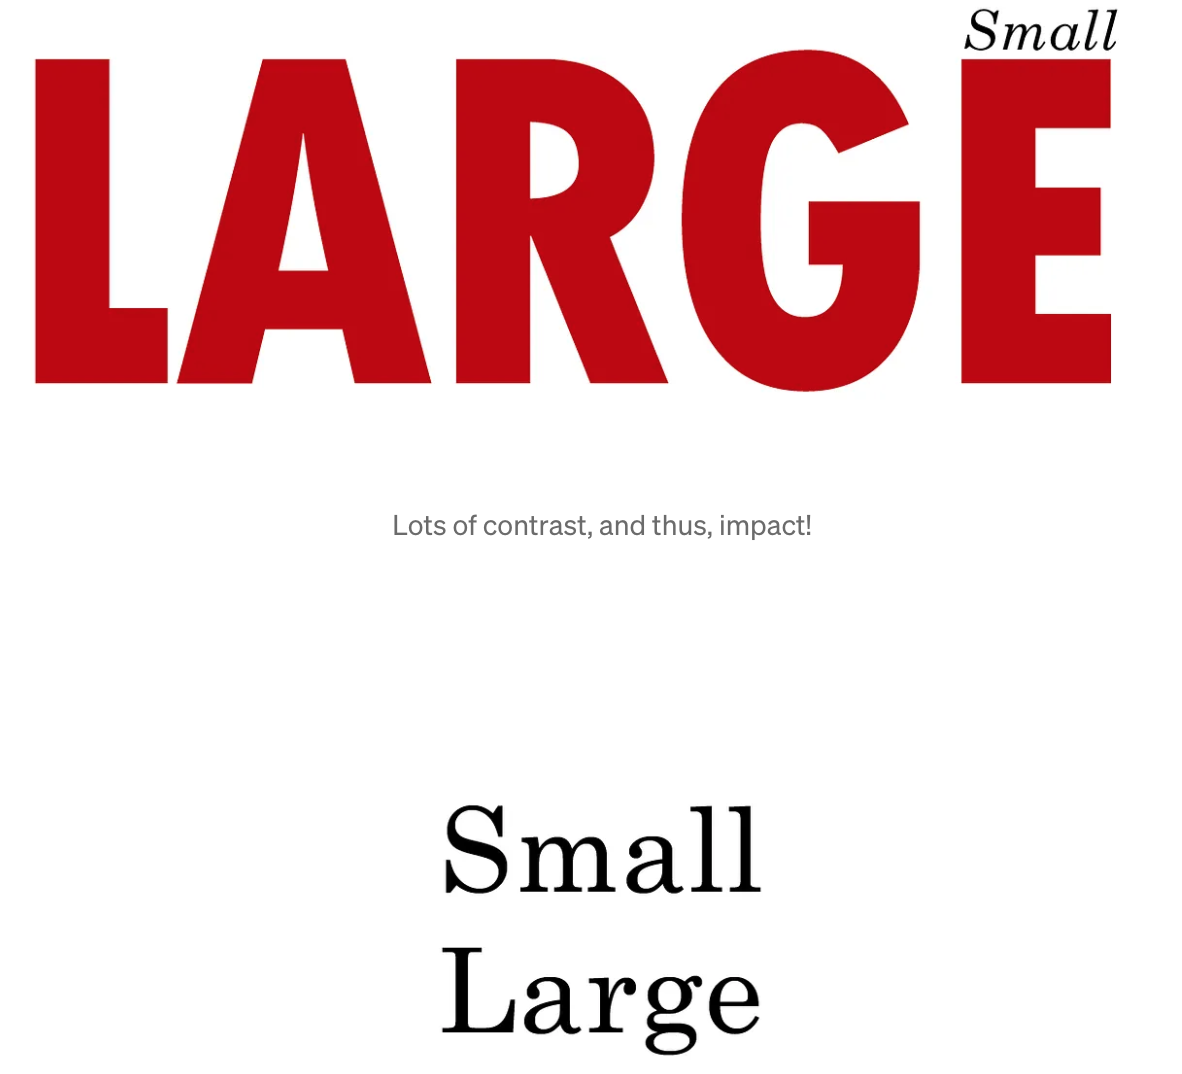 Small
LARGE
Lots of contrast, and thus, impact!
Small
Large